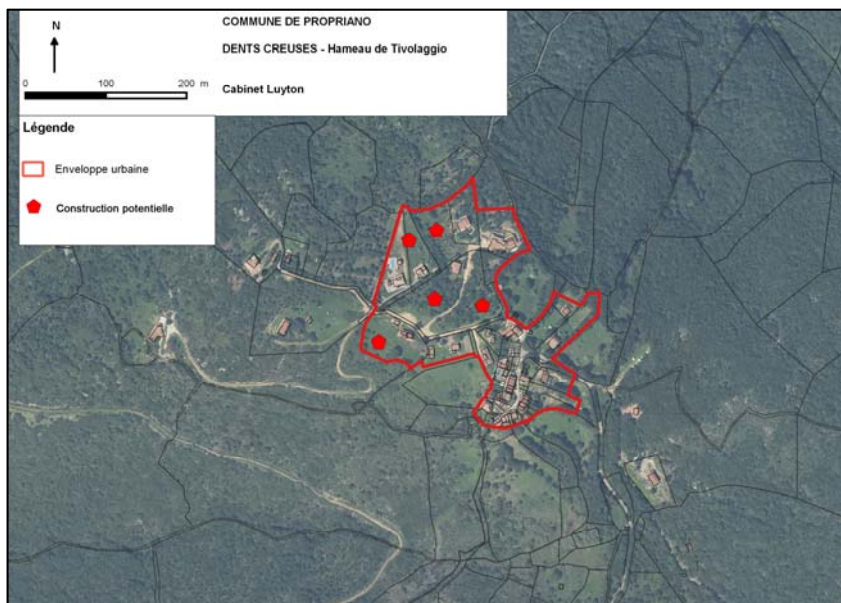 COMMUNE DE PROPRIANO
N
DENTS CREUSES - Hameau de Tivolaggio
0 100 200 m
Cabinet Luyton
Légende
Enveloppe urbaine
Construction potentielle